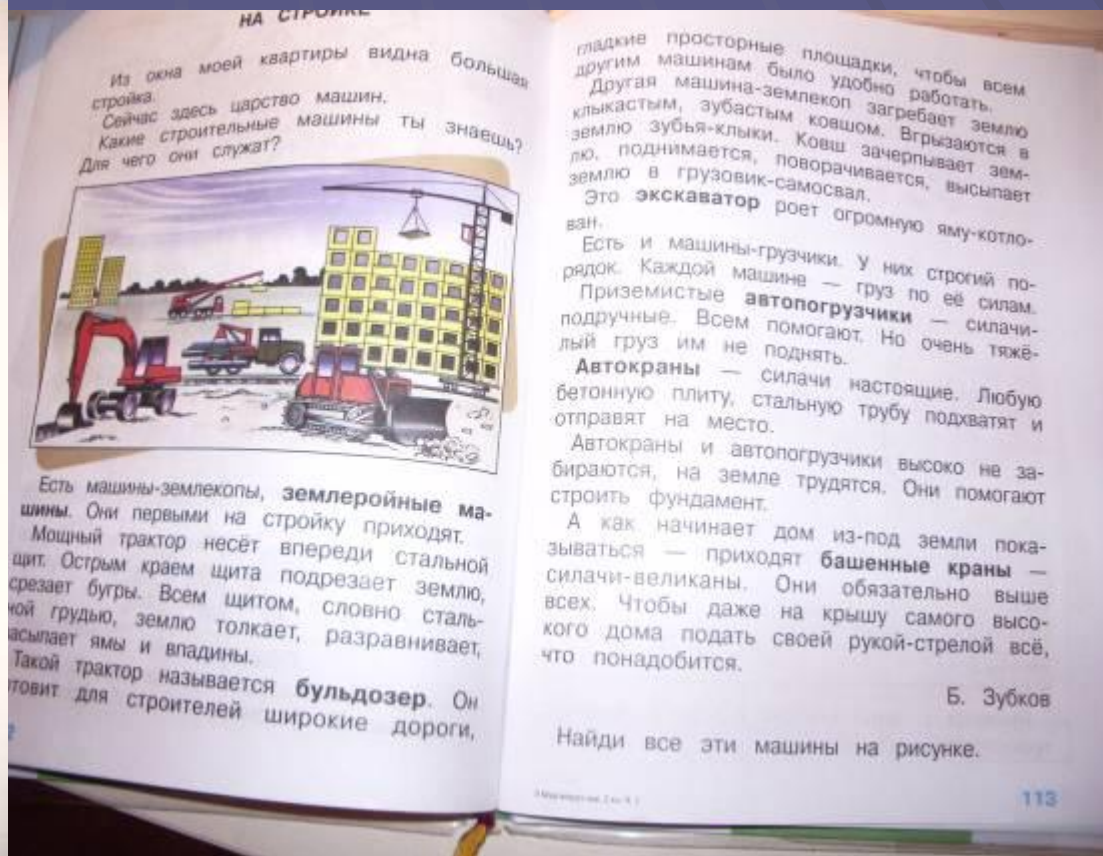 НА СТРОЙКЕ
Из окна моей квартиры видна большая
стройка.
Сейчас здесь царство машин.
Какие строительные машины ты знаешь?
Для чего они служат?
Есть машины-землекопы, землеройные ма-
шины. Они первыми на стройку приходят.
Мощный трактор несёт впереди стальной
щит. Острым краем щита подрезает землю,
срезает бугры. Всем щитом, словно сталь-
ной грудью, землю толкает, разравнивает,
засыпает ямы и впадины.
Такой трактор называется бульдозер. Он
готовит для строителей широкие дороги,
гладкие просторные площадки, чтобы всем
другим машинам было удобно работать.
Другая машина-землекоп загребает землю
клыкастым, зубастым ковшом. Вгрызаются в
землю зубья-клыки. Ковш зачерпывает зем-
лю, поднимается, поворачивается, высыпает
землю в грузовик-самосвал.
Это экскаватор роет огромную яму-котло-
ван.
Есть и машины-грузчики. У них строгий по-
рядок. Каждой машине — груз по её силам.
Приземистые автопогрузчики — силачи-
подручные. Всем помогают. Но очень тяжё-
лый груз им не поднять.
Автокраны — силачи настоящие. Любую
бетонную плиту, стальную трубу подхватят и
отправят на место.
Автокраны и автопогрузчики высоко не за-
бираются, на земле трудятся. Они помогают
строить фундамент.
А как начинает дом из-под земли пока-
зываться — приходят башенные краны —
силачи-великаны. Они обязательно выше
всех. Чтобы даже на крышу самого высо-
кого дома подать своей рукой-стрелой всё,
что понадобится.
Б. Зубков
Найди все эти машины на рисунке.
113